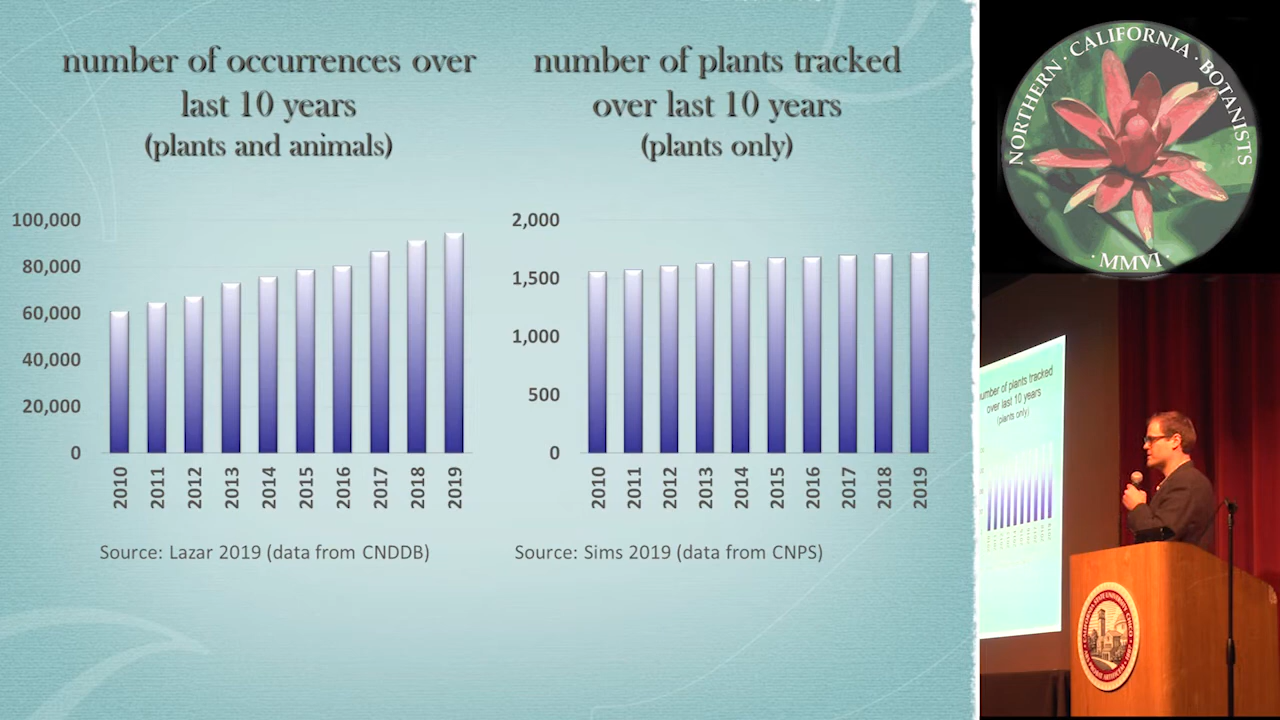 number of occurrences over
last 10 years
(plants and animals)
100,000
80,000
60,000
40,000
20,000
0
2010
2011
2012
2013
2014
2015
2016
2017
2018
2019
Source: Lazar 2019 (data from CNDDB)
number of plants tracked
over last 10 years
(plants only)
2,000
1,500
1,000
500
0
2010
2011
2012
2013
2014
2015
2016
2017
2018
2019
Source: Sims 2019 (data from CNPS)
NORTHERN · CALIFORNIA · BOTANISTS
· MMVI ·
number of plants tracked
over last 10 years
(plants only)
CALIFORNIA STATE UNIVERSITY, CHICO